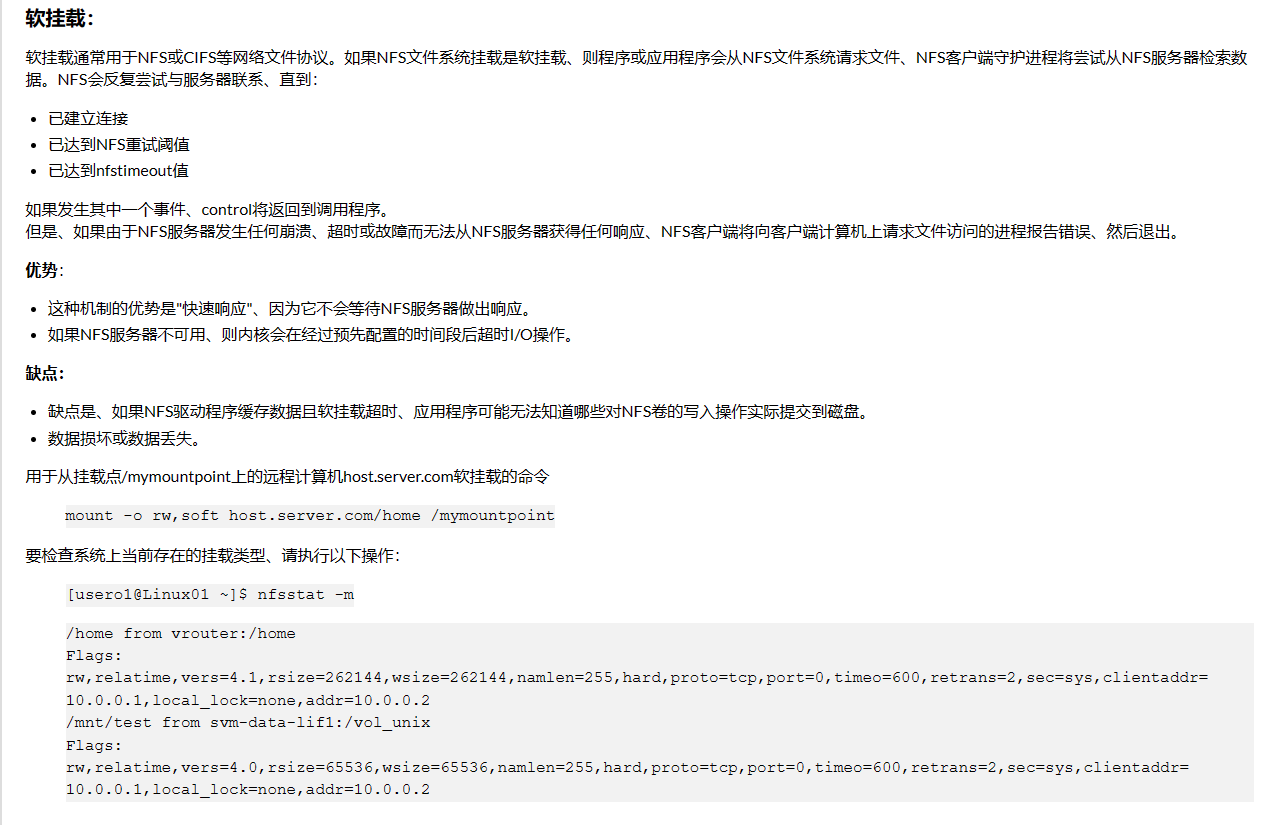 软挂载：
软挂载通常用于NFS或CIFS等网络文件协议。如果NFS文件系统挂载是软挂载、则程序或应用程序会从NFS文件系统请求文件、NFS客户端守护进程将尝试从NFS服务器检索数
据。NFS会反复尝试与服务器联系、直到：
• 已建立连接
• 已达到NFS重试阈值
• 已达到nfstimeout值
如果发生其中一个事件、control将返回到调用程序。
但是、如果由于NFS服务器发生任何崩溃、超时或故障而无法从NFS服务器获得任何响应、NFS客户端将向客户端计算机上请求文件访问的进程报告错误、然后退出。
优势：
• 这种机制的优势是"快速响应"、因为它不会等待NFS服务器做出响应。
• 如果NFS服务器不可用、则内核会在经过预先配置的时间段后超时I/O操作。
缺点：
• 缺点是、如果NFS驱动程序缓存数据且软挂载超时、应用程序可能无法知道哪些对NFS卷的写入操作实际提交到磁盘。
• 数据损坏或数据丢失。
用于从挂载点/mymountpoint上的远程计算机host.server.com软挂载的命令
mount -o rw,soft host.server.com/home /mymountpoint
要检查系统上当前存在的挂载类型、请执行以下操作：
[usero1@Linux01 ~]$ nfsstat -m
/home from vrouter:/home
Flags:
rw,relatime,vers=4.1,rsize=262144,wsize=262144,namlen=255,hard,proto=tcp,port=0,timeo=600,retrans=2,sec=sys,clientaddr=
10.0.0.1,local_lock=none,addr=10.0.0.2
/mnt/test from svm-data-lif1:/vol_unix
Flags:
rw,relatime,vers=4.0,rsize=65536,wsize=65536,namlen=255,hard,proto=tcp,port=0,timeo=600,retrans=2,sec=sys,clientaddr=
10.0.0.1,local_lock=none,addr=10.0.0.2